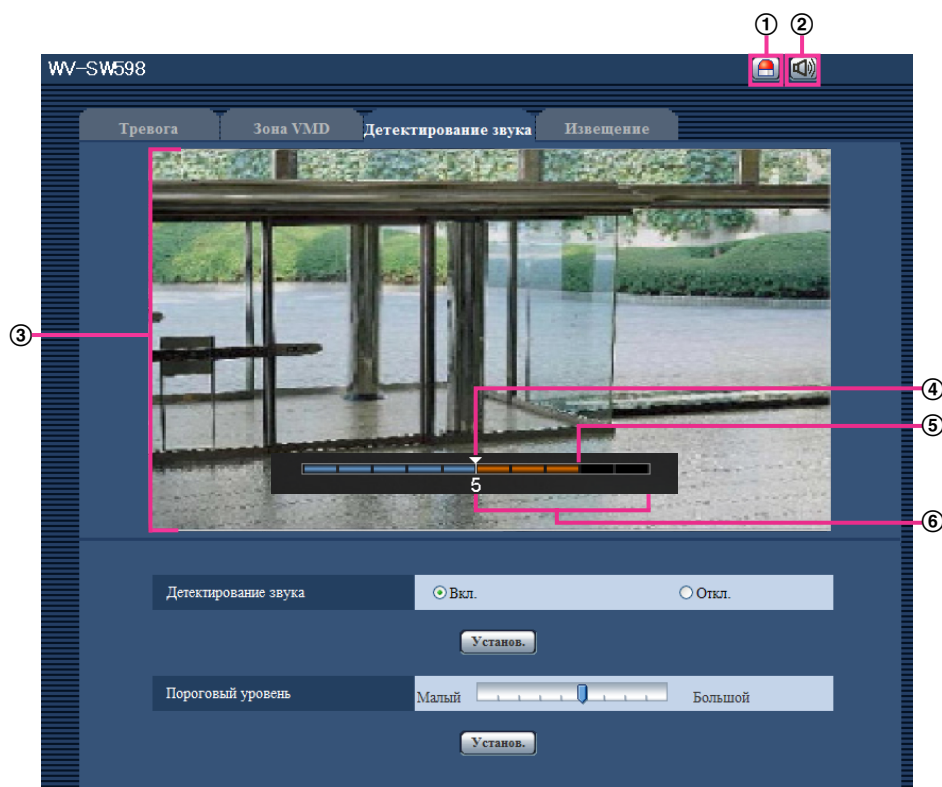 ① ②
WV-SW598
Тревога Зона VMD Детектирование звука Извещение
③
④
⑤
5
⑥
Детектирование звука Вкл. Откл.
Установ.
Пороговый уровень Малый Большой
Установ.